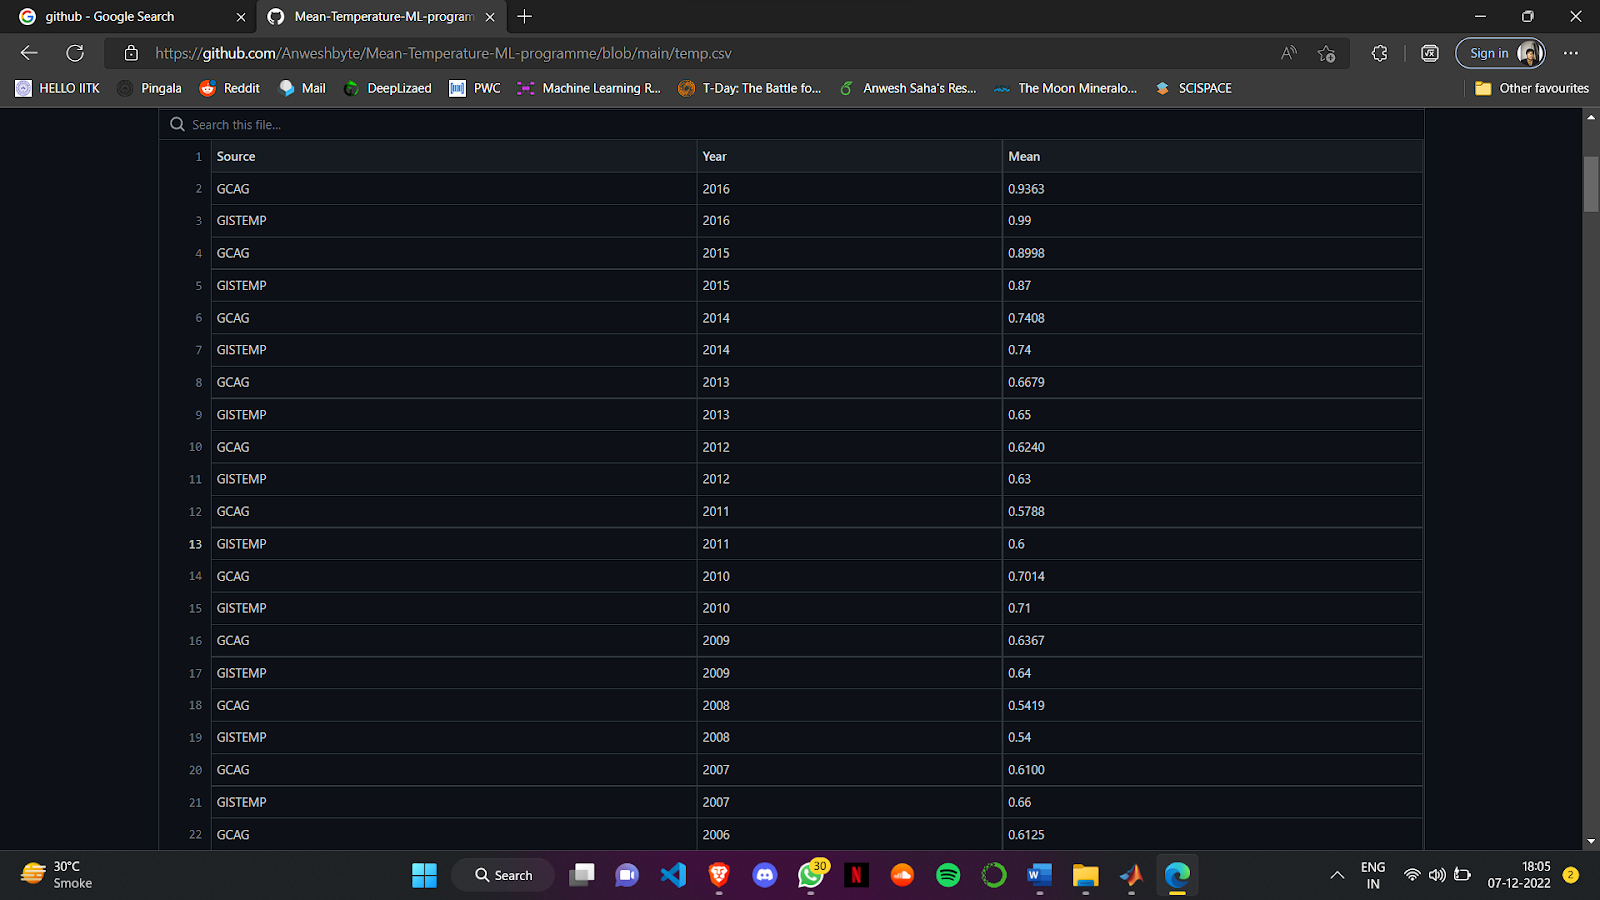 github - Google Search
Mean-Temperature-ML-program
https://github.com/Anweshbyte/Mean-Temperature-ML-programme/blob/main/temp.csv
Sign in
HELLO IITK Pingala Reddit Mail DeepLizaed PWC Machine Learning R... T-Day: The Battle fo... Anwesh Saha's Res... The Moon Mineralo... SCISPACE Other favourites
Search this file...
1 Source Year Mean
2 GCAG 2016 0.9363
3 GISTEMP 2016 0.99
4 GCAG 2015 0.8998
5 GISTEMP 2015 0.87
6 GCAG 2014 0.7408
7 GISTEMP 2014 0.74
8 GCAG 2013 0.6679
9 GISTEMP 2013 0.65
10 GCAG 2012 0.6240
11 GISTEMP 2012 0.63
12 GCAG 2011 0.5788
13 GISTEMP 2011 0.6
14 GCAG 2010 0.7014
15 GISTEMP 2010 0.71
16 GCAG 2009 0.6367
17 GISTEMP 2009 0.64
18 GCAG 2008 0.5419
19 GISTEMP 2008 0.54
20 GCAG 2007 0.6100
21 GISTEMP 2007 0.66
22 GCAG 2006 0.6125
30°C
Smoke
Search
30
ENG
IN
18:05
07-12-2022
2